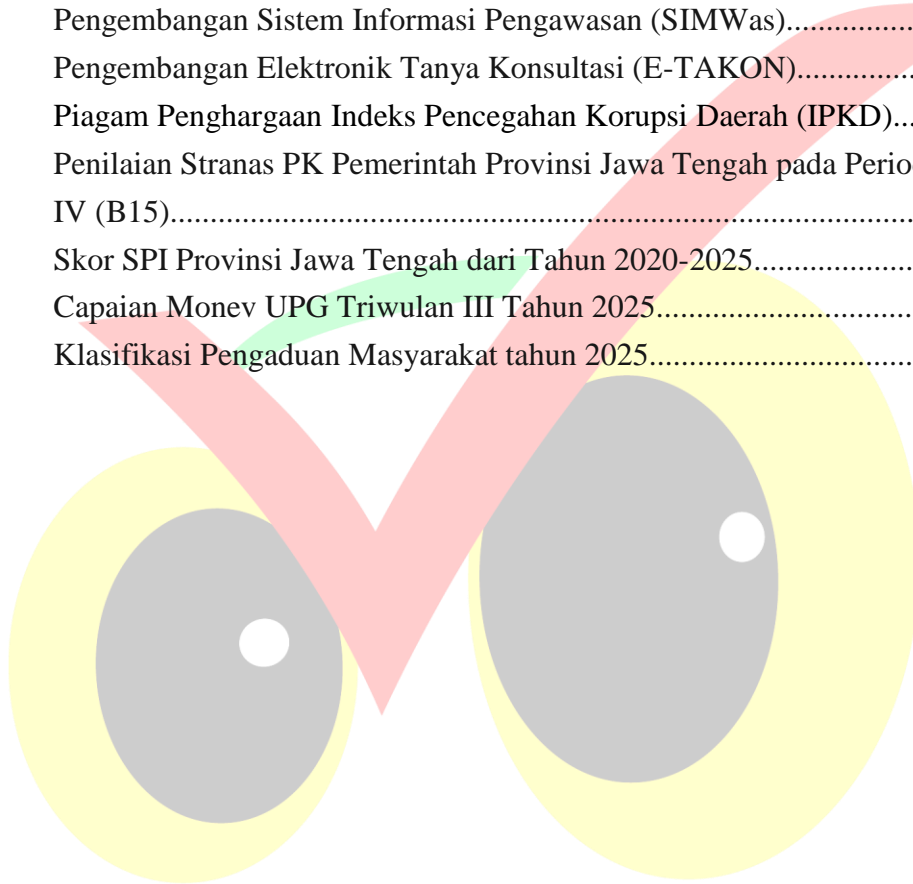 Pengembangan Sistem Informasi Pengawasan (SIMWas)................
Pengembangan Elektronik Tanya Konsultasi (E-TAKON)...............
Piagam Penghargaan Indeks Pencegahan Korupsi Daerah (IPKD)...
Penilaian Stranas PK Pemerintah Provinsi Jawa Tengah pada
IV (B15)...............................................................................................
Skor SPI Provinsi Jawa Tengah dari Tahun 2020-2025.....................
Capaian Monev UPG Triwulan III Tahun 2025.................................
Klasifikasi Pengaduan Masyarakat tahun 2025..................................